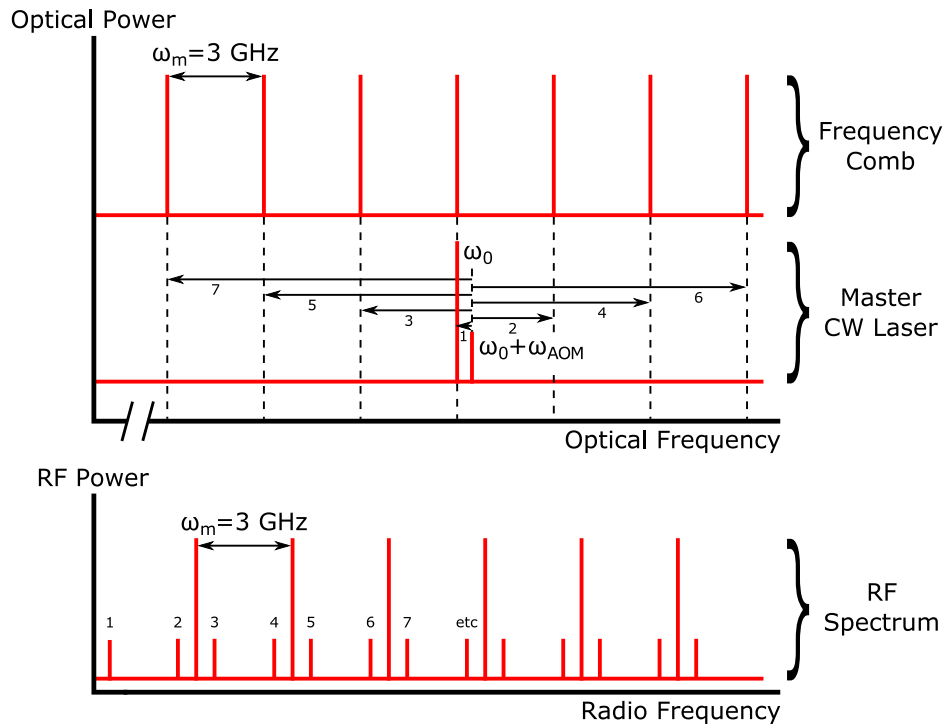 Optical Power
ωm=3 GHz
Frequency
Comb
ω0
7
5
3
1
2
4
6
ω0+ωAOM
Master
CW Laser
Optical Frequency
RF Power
ωm=3 GHz
1
2
3
4
5
6
7
etc
RF
Spectrum
Radio Frequency